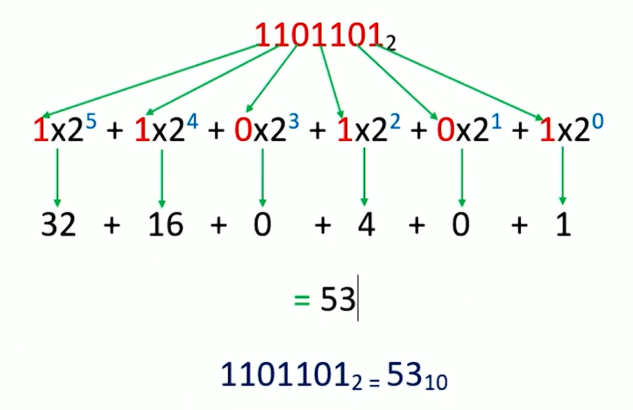 1101101₂
1x2⁵ + 1x2⁴ + 0x2³ + 1x2² + 0x2¹ + 1x2⁰
32 + 16 + 0 + 4 + 0 + 1
= 53
1101101₂ = 53₁₀